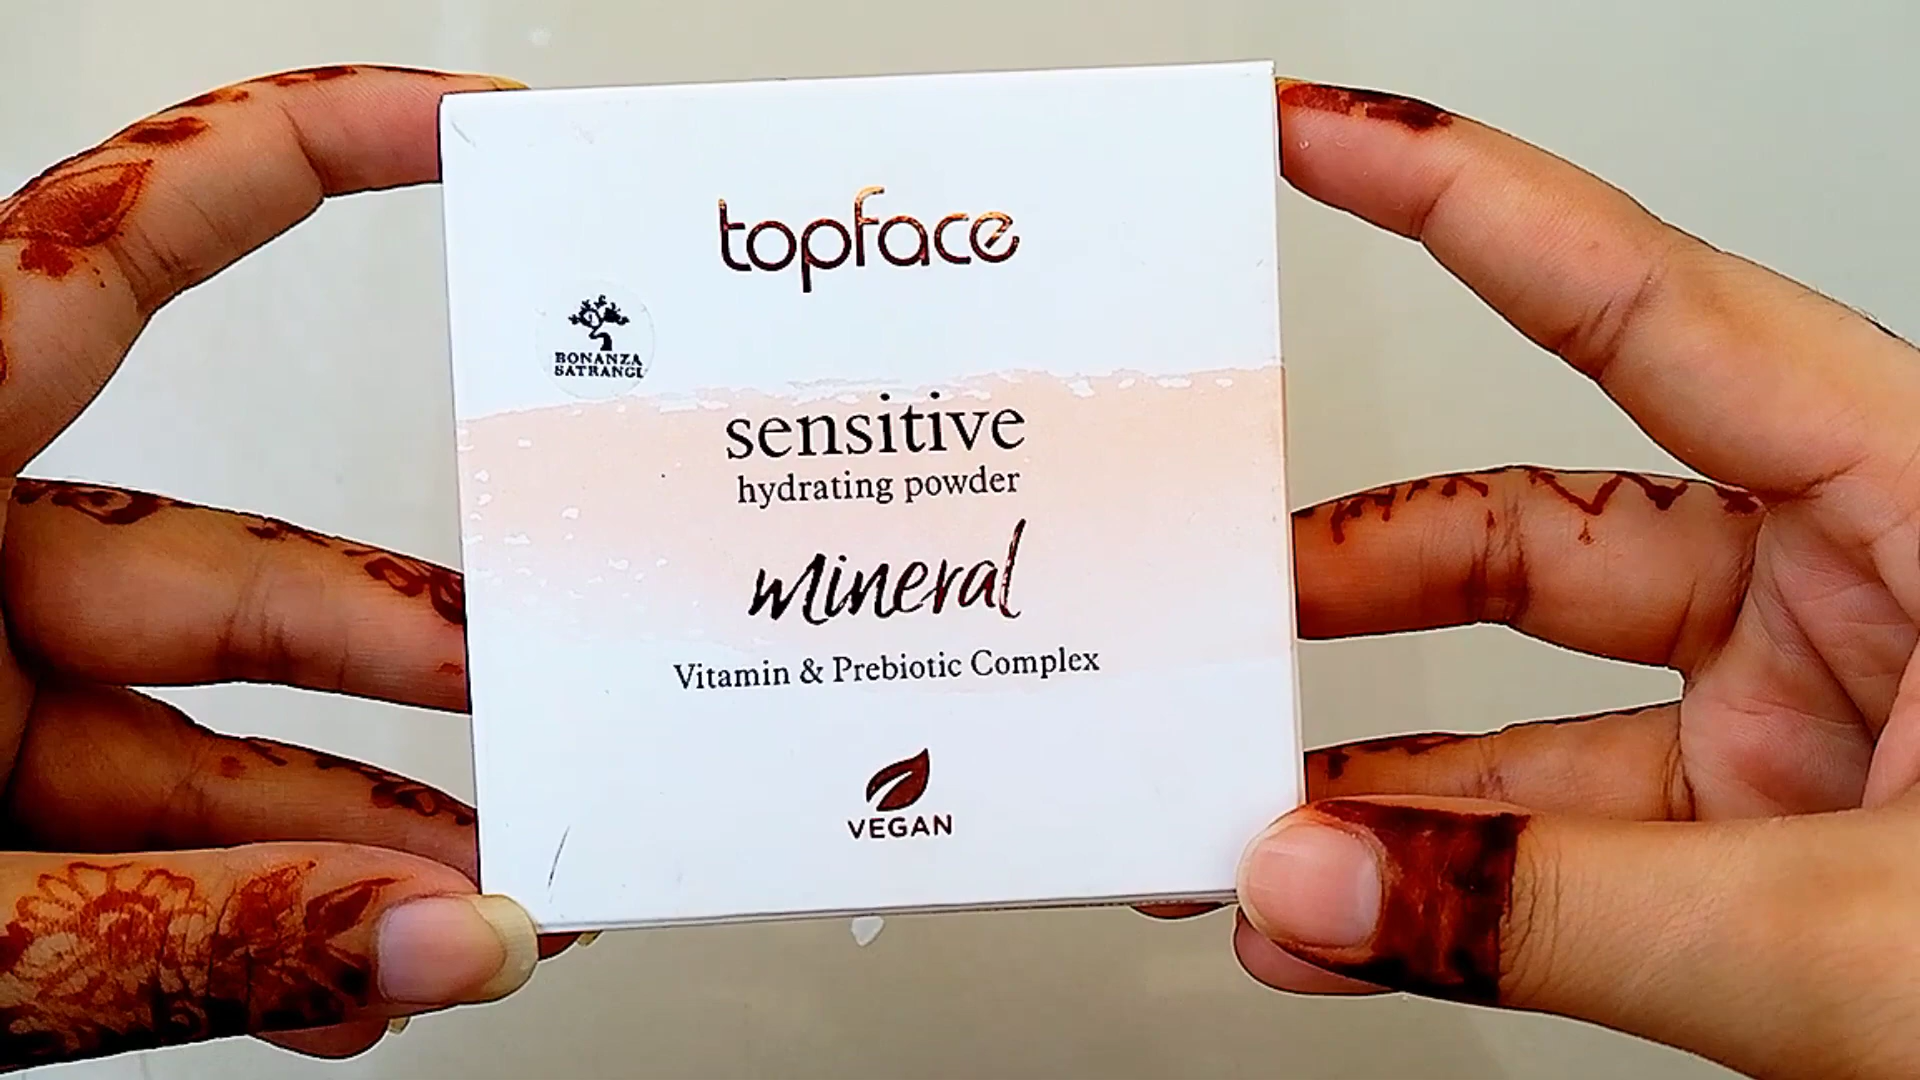 topface
BONANZA
SATRANGI
sensitive
hydrating powder
mineral
Vitamin & Prebiotic Complex
VEGAN